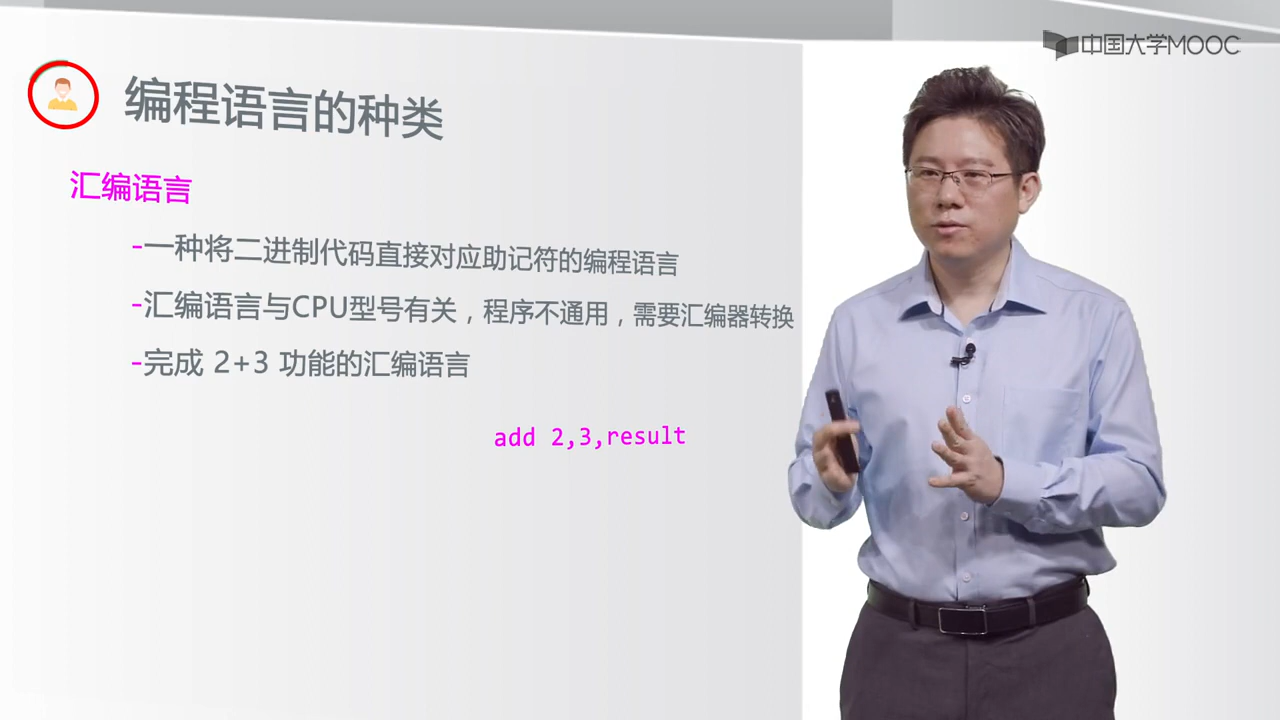 中国大学MOOC
编程语言的种类
汇编语言
-一种将二进制代码直接对应助记符的编程语言
-汇编语言与CPU型号有关，程序不通用，需要汇编器转换
-完成 2+3 功能的汇编语言
add 2,3,result